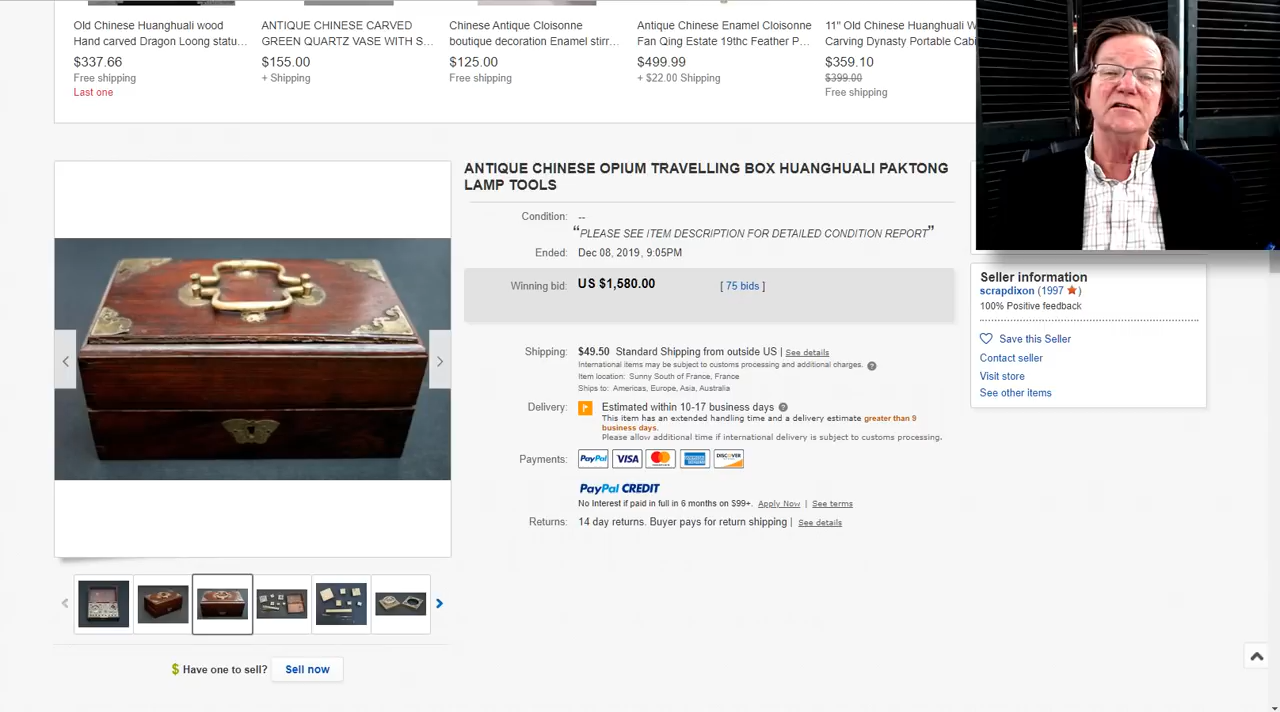 Old Chinese Huanghuali wood
Hand carved Dragon Loong statu...
$337.66
Free shipping
Last one
ANTIQUE CHINESE CARVED
GREEN QUARTZ VASE WITH S...
$155.00
+ Shipping
Chinese Antique Cloisonne
boutique decoration Enamel stirr...
$125.00
Free shipping
Antique Chinese Enamel Cloisonne
Fan Qing Estate 19thc Feather P...
$499.99
+ $22.00 Shipping
11" Old Chinese Huanghuali W
Carving Dynasty Portable Cabi
$359.10
$399.00
Free shipping
ANTIQUE CHINESE OPIUM TRAVELLING BOX HUANGHUALI PAKTONG
LAMP TOOLS
Condition: --
“PLEASE SEE ITEM DESCRIPTION FOR DETAILED CONDITION REPORT”
Ended: Dec 08, 2019, 9:05PM
Winning bid: US $1,580.00 [ 75 bids ]
Shipping: $49.50 Standard Shipping from outside US | See details
International items may be subject to customs processing and additional charges.
Item location: Sunny South of France, France
Ships to: Americas, Europe, Asia, Australia
Delivery: Estimated within 10-17 business days
This item has an extended handling time and a delivery estimate greater than 9
business days.
Please allow additional time if international delivery is subject to customs processing.
Payments: PayPal VISA MasterCard AMERICAN EXPRESS DISCOVER
PayPal CREDIT
No Interest if paid in full in 6 months on $99+. Apply Now | See terms
Returns: 14 day returns. Buyer pays for return shipping | See details
Seller information
scrapdixon (1997 )
100% Positive feedback
Save this Seller
Contact seller
Visit store
See other items
$ Have one to sell? Sell now